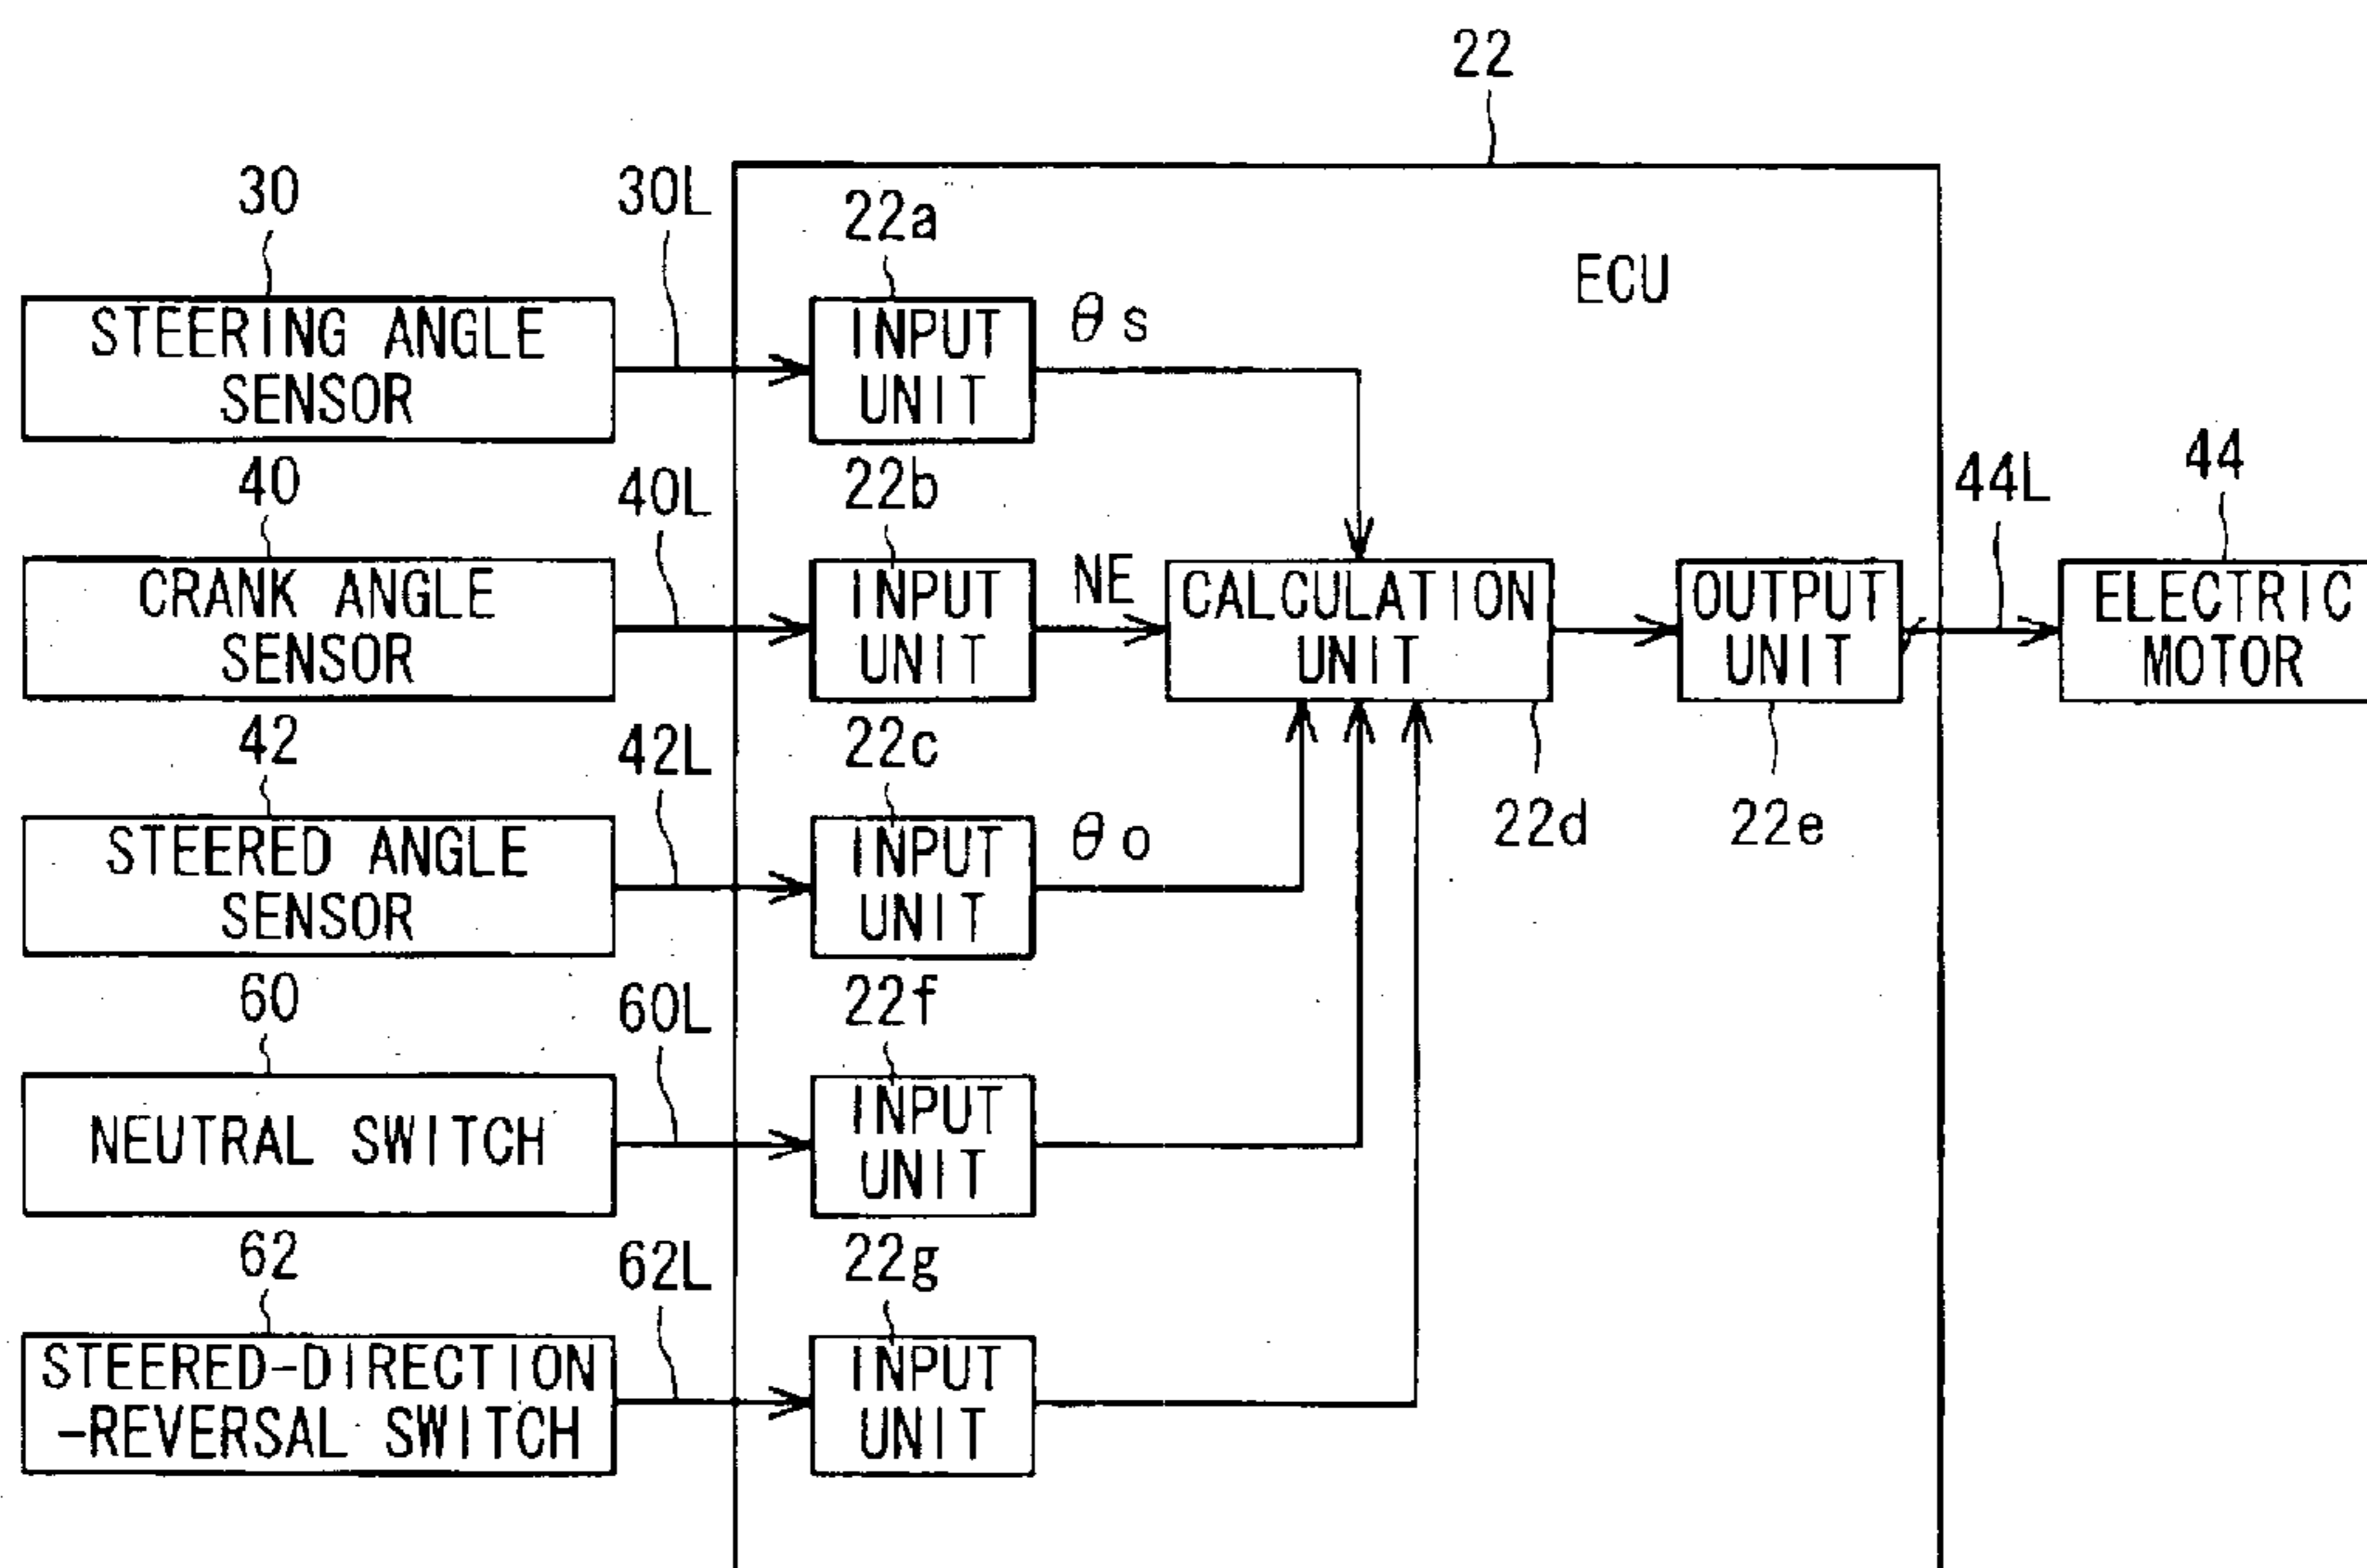 22
ECU
30
30L
22a
STEERING ANGLE
SENSOR
INPUT
UNIT
θs
40
40L
22b
CRANK ANGLE
SENSOR
INPUT
UNIT
NE
CALCULATION
UNIT
22d
OUTPUT
UNIT
22e
44L
44
ELECTRIC
MOTOR
42
42L
22c
STEERED ANGLE
SENSOR
INPUT
UNIT
θo
60
60L
22f
NEUTRAL SWITCH
INPUT
UNIT
62
62L
22g
STEERED-DIRECTION
-REVERSAL SWITCH
INPUT
UNIT